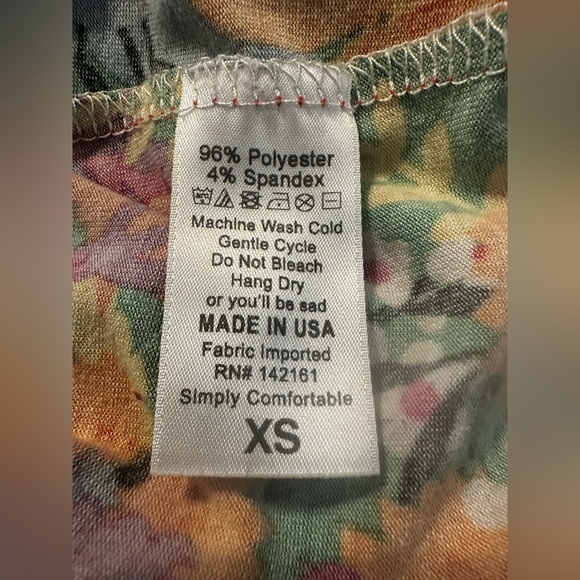 96% Polyester
4% Spandex
Machine Wash Cold
Gentle Cycle
Do Not Bleach
Hang Dry
or you'll be sad
MADE IN USA
Fabric Imported
RN# 142161
Simply Comfortable
XS